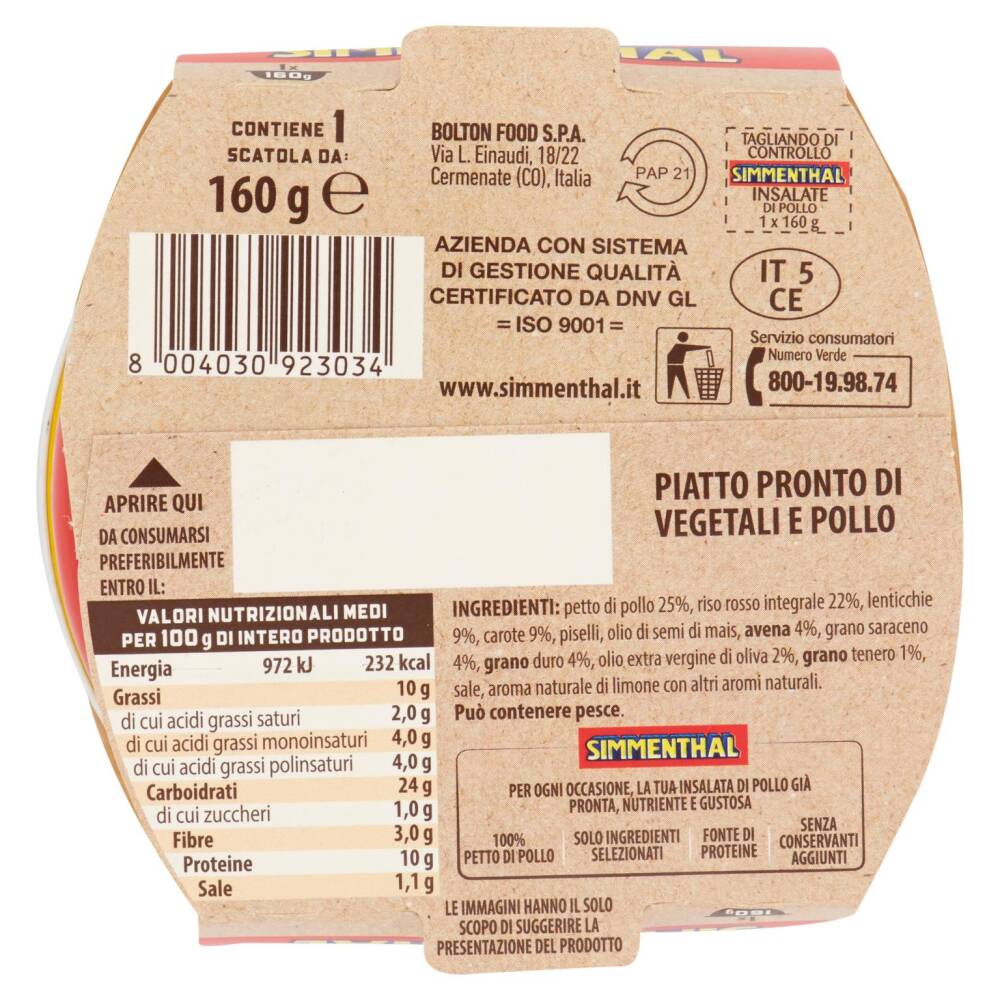 SIMMENTHAL
1x
160g
CONTIENE 1
SCATOLA DA:
160 g ℮
BOLTON FOOD S.P.A.
Via L. Einaudi, 18/22
Cermenate (CO), Italia
PAP 21
TAGLIANDO DI
CONTROLLO
SIMMENTHAL
INSALATE
DI POLLO
1 x 160 g
AZIENDA CON SISTEMA
DI GESTIONE QUALITÀ
CERTIFICATO DA DNV GL
= ISO 9001 =
IT 5
CE
8 004030 923034
www.simmenthal.it
Servizio consumatori
Numero Verde
800-19.98.74
APRIRE QUI
DA CONSUMARSI
PREFERIBILMENTE
ENTRO IL:
PIATTO PRONTO DI
VEGETALI E POLLO
VALORI NUTRIZIONALI MEDI
PER 100 g DI INTERO PRODOTTO
Energia 972 kJ 232 kcal
Grassi 10 g
di cui acidi grassi saturi 2,0 g
di cui acidi grassi monoinsaturi 4,0 g
di cui acidi grassi polinsaturi 4,0 g
Carboidrati 24 g
di cui zuccheri 1,0 g
Fibre 3,0 g
Proteine 10 g
Sale 1,1 g
INGREDIENTI: petto di pollo 25%, riso rosso integrale 22%, lenticchie
9%, carote 9%, piselli, olio di semi di mais, avena 4%, grano saraceno
4%, grano duro 4%, olio extra vergine di oliva 2%, grano tenero 1%,
sale, aroma naturale di limone con altri aromi naturali.
Può contenere pesce.
SIMMENTHAL
PER OGNI OCCASIONE, LA TUA INSALATA DI POLLO GIÀ
PRONTA, NUTRIENTE E GUSTOSA
100%
PETTO DI POLLO
SOLO INGREDIENTI
SELEZIONATI
FONTE DI
PROTEINE
SENZA
CONSERVANTI
AGGIUNTI
LE IMMAGINI HANNO IL SOLO
SCOPO DI SUGGERIRE LA
PRESENTAZIONE DEL PRODOTTO
1x
160g